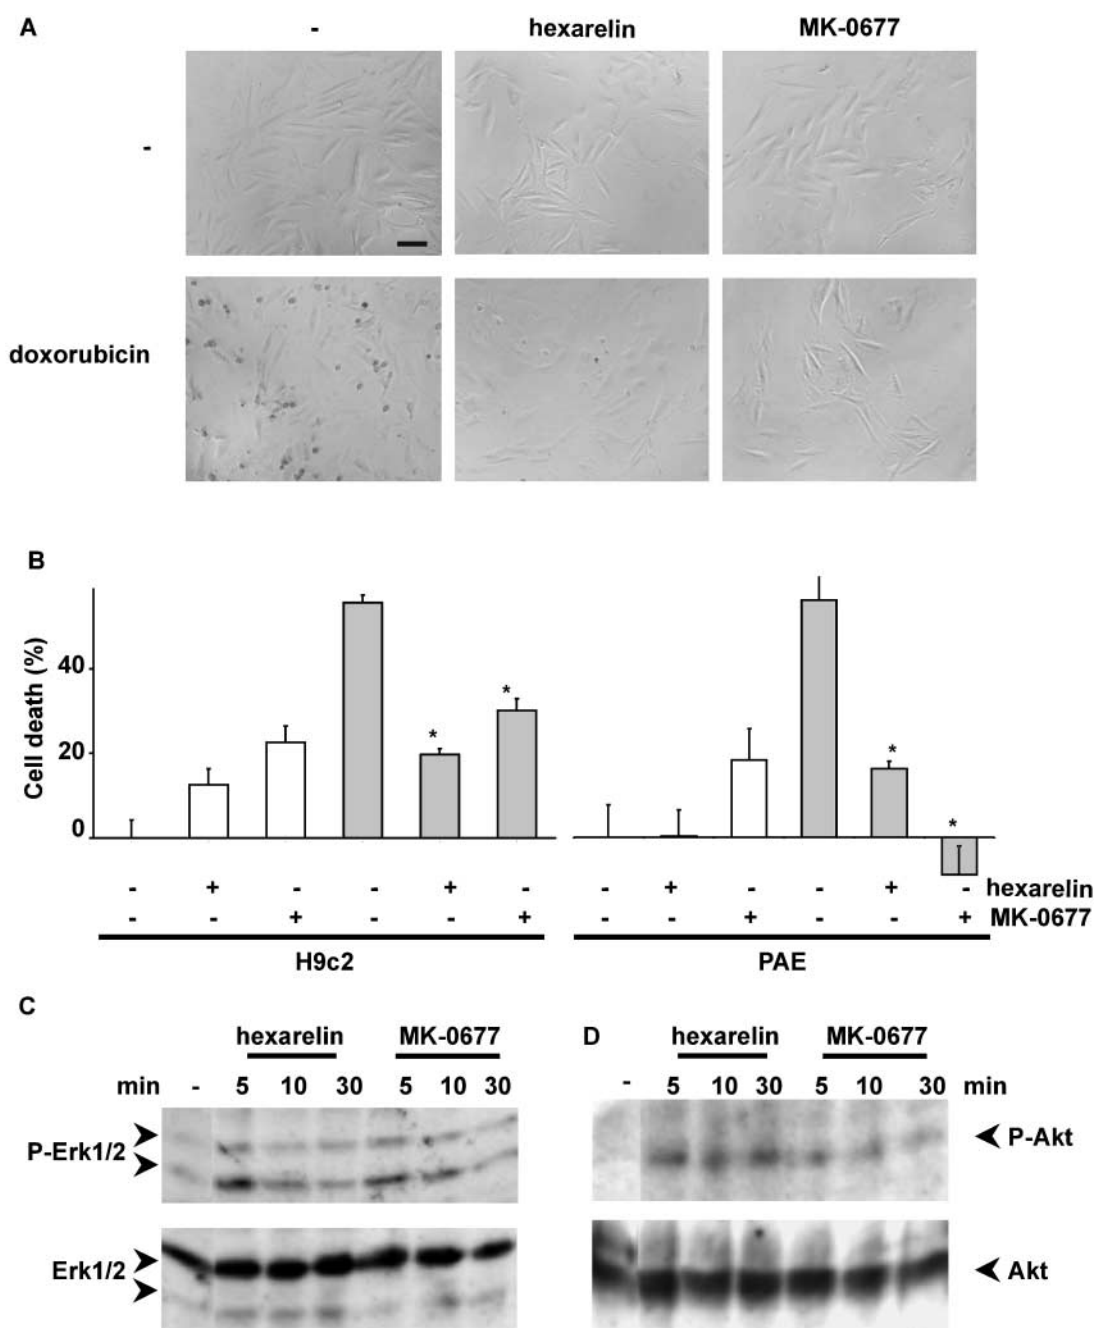 A
- hexarelin MK-0677
-
doxorubicin
B
Cell death (%)
40
20
0
- + - - + - - + - - + - hexarelin
- - + - - + - - + - - + MK-0677
H9c2 PAE
C
hexarelin MK-0677
min - 5 10 30 5 10 30
P-Erk1/2
Erk1/2
D
hexarelin MK-0677
- 5 10 30 5 10 30 min
P-Akt
Akt
* * * *